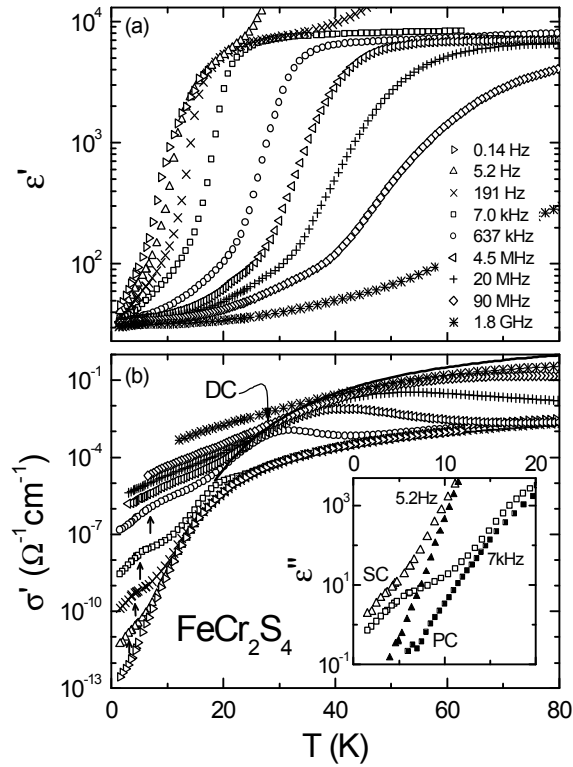 (a)
10⁴
10³
10²
ε'
0.14 Hz
5.2 Hz
191 Hz
7.0 kHz
637 kHz
4.5 MHz
20 MHz
90 MHz
1.8 GHz
(b)
DC
10⁻¹
10⁻⁴
10⁻⁷
10⁻¹⁰
10⁻¹³
σ' (Ω⁻¹cm⁻¹)
FeCr₂S₄
0 5 10 15 20
10³
10¹
10⁻¹
ε''
5.2Hz
SC
7kHz
PC
0 20 40 60 80
T (K)